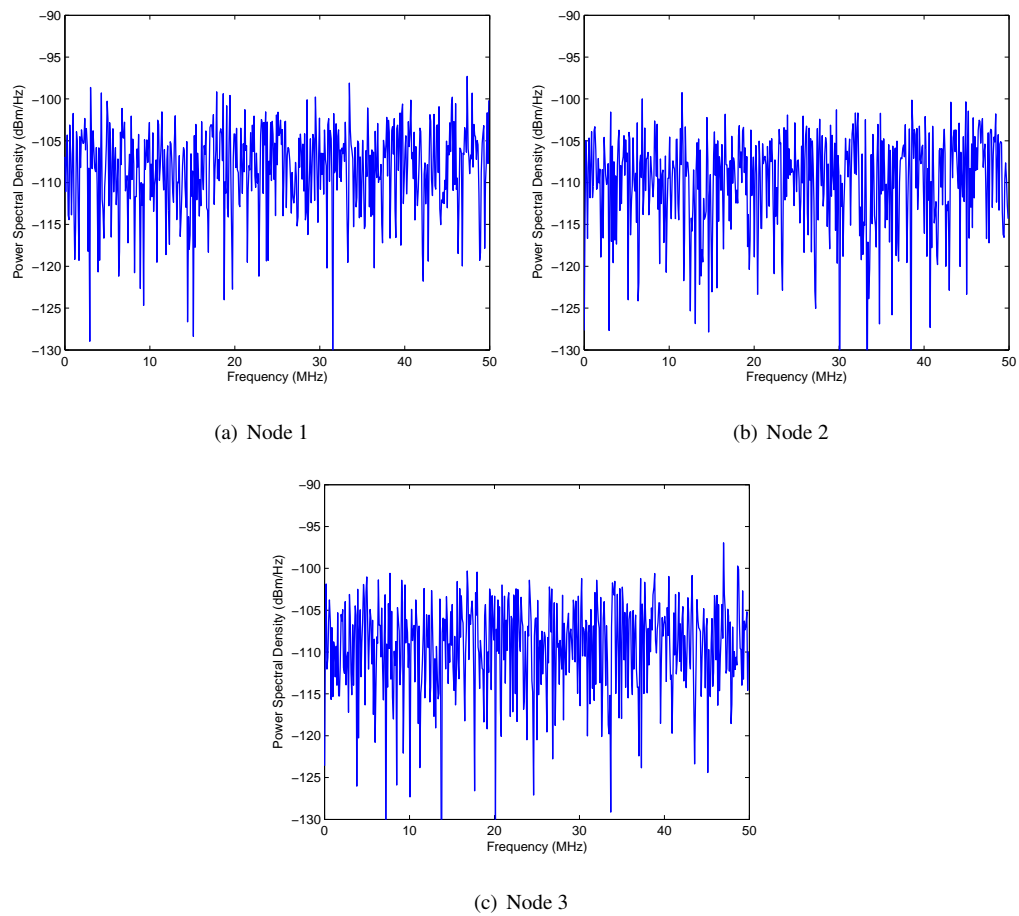 −90
−95
−100
−105
−110
−115
−120
−125
−130
0 10 20 30 40 50
Frequency (MHz)
Power Spectral Density (dBm/Hz)
(a) Node 1
−90
−95
−100
−105
−110
−115
−120
−125
−130
0 10 20 30 40 50
Frequency (MHz)
Power Spectral Density (dBm/Hz)
(b) Node 2
−90
−95
−100
−105
−110
−115
−120
−125
−130
0 10 20 30 40 50
Frequency (MHz)
Power Spectral Density (dBm/Hz)
(c) Node 3